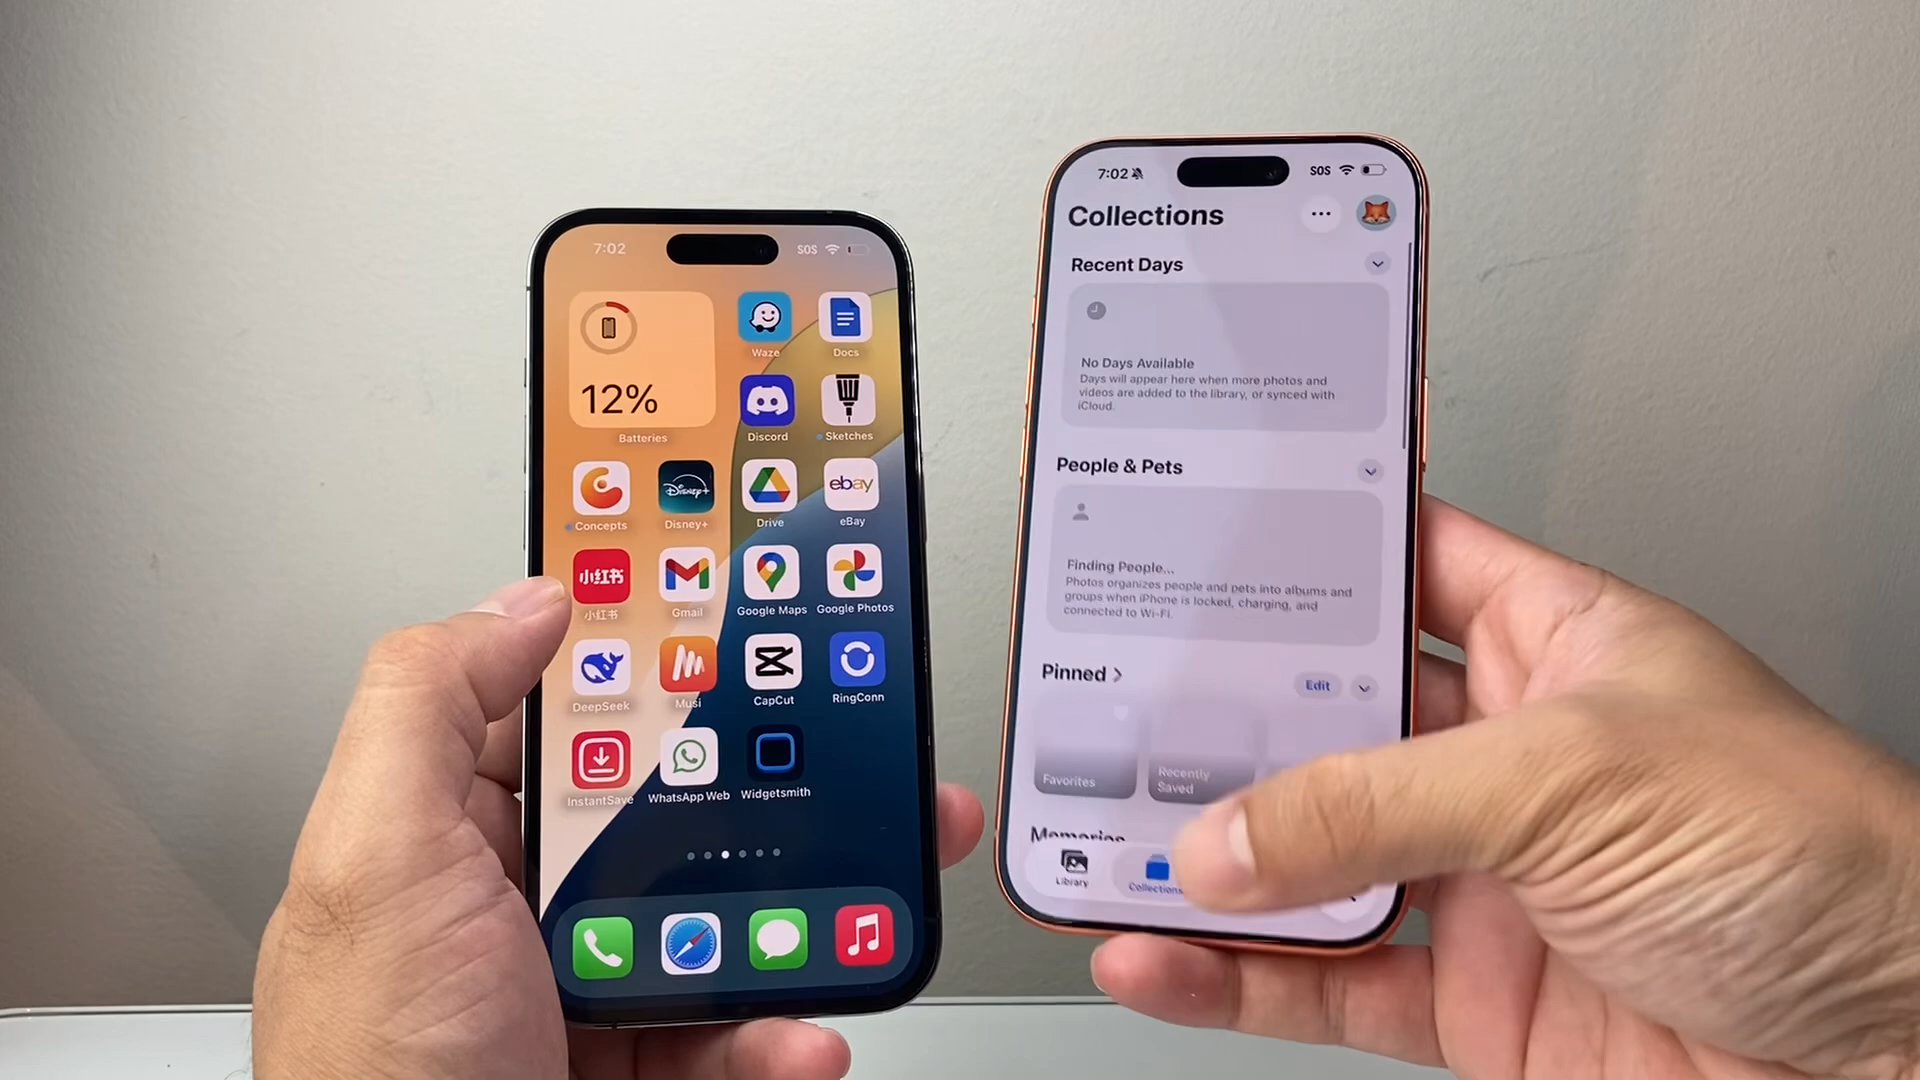 7:02
SOS
12%
Batteries
Waze
Docs
Discord
Sketches
Concepts
Disney+
Disney+
Drive
ebay
eBay
小红书
小红书
Gmail
Google Maps
Google Photos
DeepSeek
Musi
CapCut
RingConn
InstantSave
WhatsApp Web
Widgetsmith
7:02
SOS
Collections
Recent Days
No Days Available
Days will appear here when more photos and
videos are added to the library, or synced with
iCloud.
People & Pets
Finding People...
Photos organizes people and pets into albums and
groups when iPhone is locked, charging, and
connected to Wi-Fi.
Pinned >
Edit
Favorites
Recently
Saved
Memories
Library
Collections